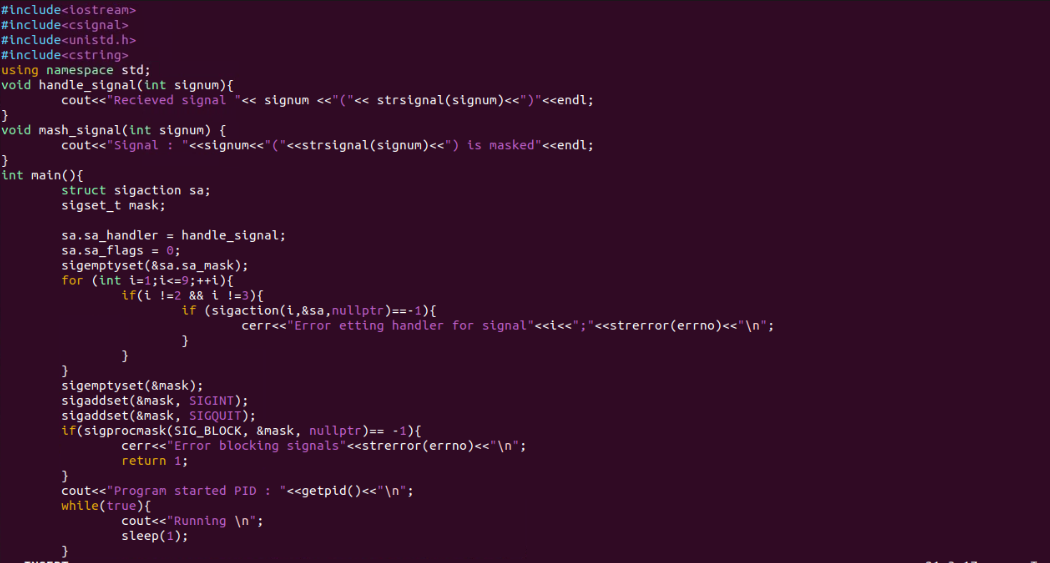 #include<iostream>
#include<csignal>
#include<unistd.h>
#include<cstring>
using namespace std;
void handle_signal(int signum){
        cout<<"Recieved signal "<< signum <<"("<< strsignal(signum)<<")"<<endl;
}
void mash_signal(int signum) {
        cout<<"Signal : "<<signum<<"("<<strsignal(signum)<<") is masked"<<endl;
}
int main(){
        struct sigaction sa;
        sigset_t mask;

        sa.sa_handler = handle_signal;
        sa.sa_flags = 0;
        sigemptyset(&sa.sa_mask);
        for (int i=1;i<=9;++i){
                if(i !=2 && i !=3){
                        if (sigaction(i,&sa,nullptr)==-1){
                                cerr<<"Error etting handler for signal"<<i<<";"<<strerror(errno)<<"\n";
                        }
                }
        }
        sigemptyset(&mask);
        sigaddset(&mask, SIGINT);
        sigaddset(&mask, SIGQUIT);
        if(sigprocmask(SIG_BLOCK, &mask, nullptr)== -1){
                cerr<<"Error blocking signals"<<strerror(errno)<<"\n";
                return 1;
        }
        cout<<"Program started PID : "<<getpid()<<"\n";
        while(true){
                cout<<"Running \n";
                sleep(1);
        }